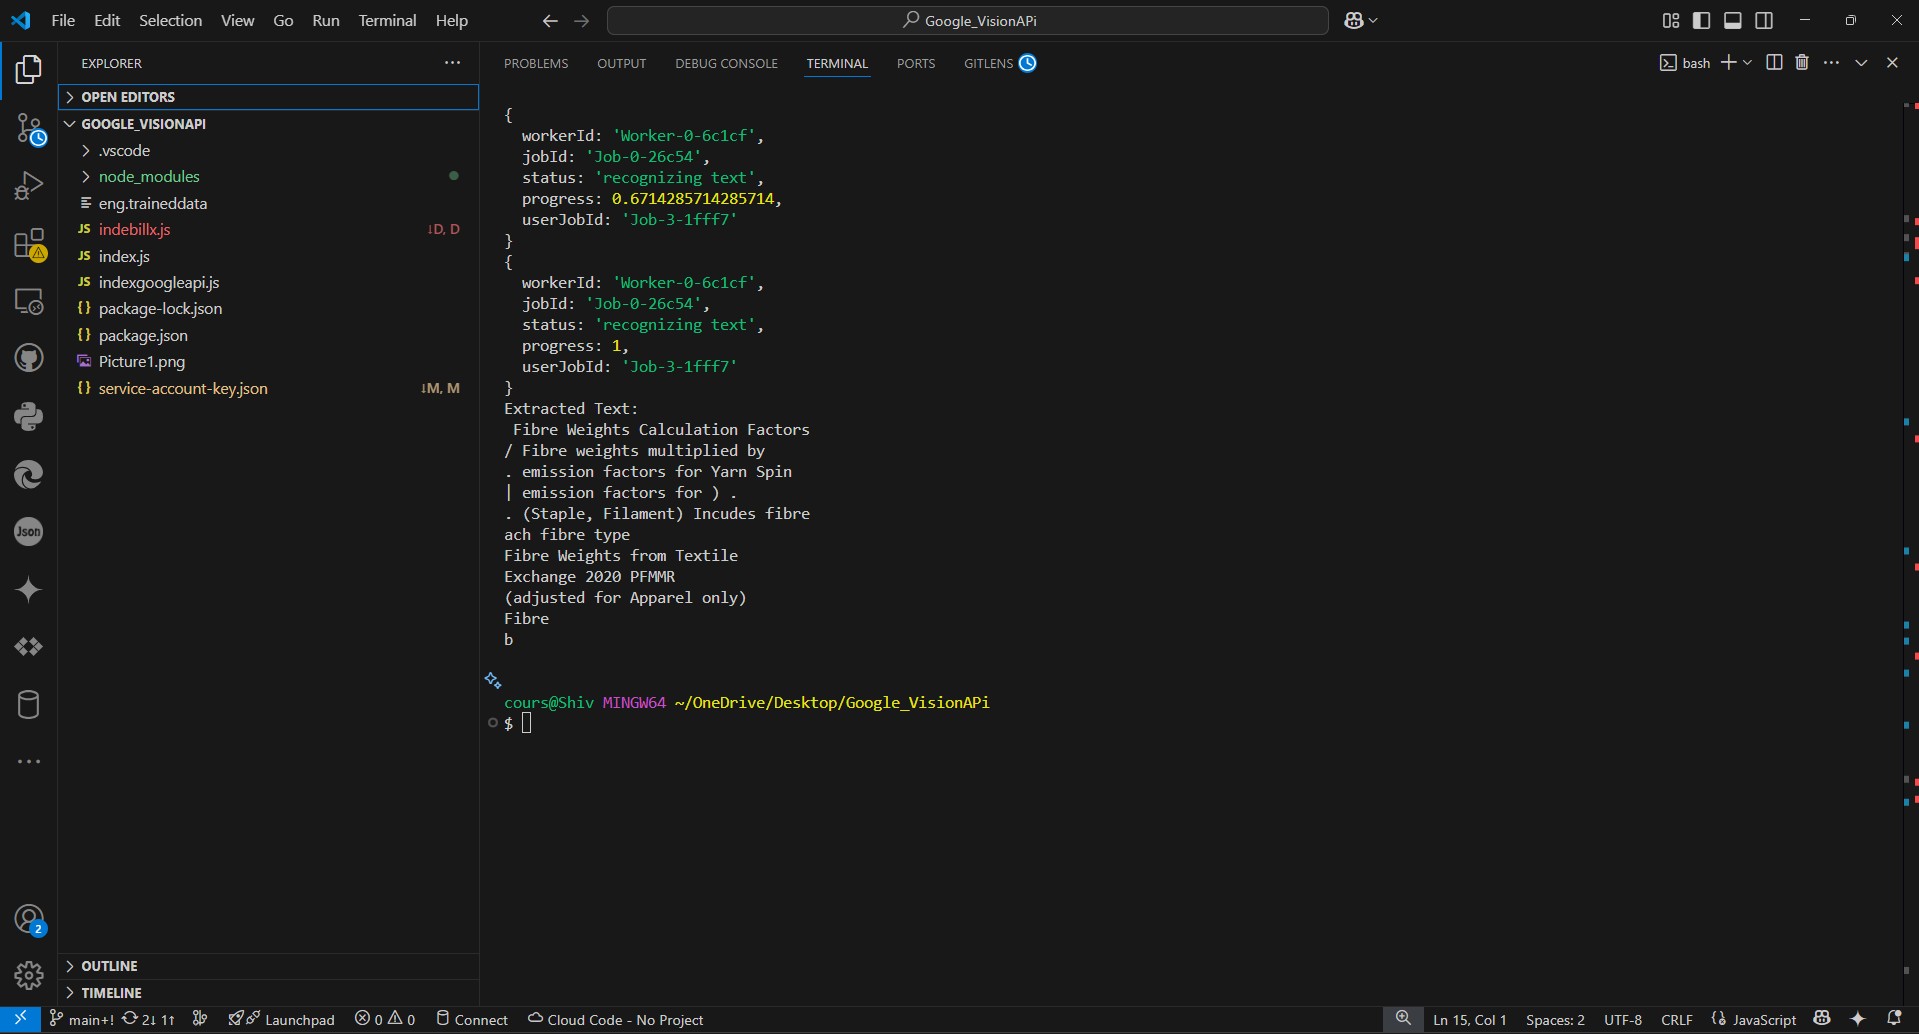 File Edit Selection View Go Run Terminal Help
Google_VisionAPi
EXPLORER
OPEN EDITORS
GOOGLE_VISIONAPI
.vscode
node_modules
eng.traineddata
JS indebillx.js ↓D, D
JS index.js
JS indexgoogleapi.js
{} package-lock.json
{} package.json
Picture1.png
{} service-account-key.json ↓M, M
OUTLINE
TIMELINE
Json
2
PROBLEMS OUTPUT DEBUG CONSOLE TERMINAL PORTS GITLENS
bash
{
workerId: 'Worker-0-6c1cf',
jobId: 'Job-0-26c54',
status: 'recognizing text',
progress: 0.6714285714285714,
userJobId: 'Job-3-1fff7'
}
{
workerId: 'Worker-0-6c1cf',
jobId: 'Job-0-26c54',
status: 'recognizing text',
progress: 1,
userJobId: 'Job-3-1fff7'
}
Extracted Text:
Fibre Weights Calculation Factors
/ Fibre weights multiplied by
. emission factors for Yarn Spin
| emission factors for ) .
. (Staple, Filament) Incudes fibre
ach fibre type
Fibre Weights from Textile
Exchange 2020 PFMMR
(adjusted for Apparel only)
Fibre
b
cours@Shiv MINGW64 ~/OneDrive/Desktop/Google_VisionAPi
$
main+! 2↓ 1↑ Launchpad 0 0 Connect Cloud Code - No Project Ln 15, Col 1 Spaces: 2 UTF-8 CRLF {} JavaScript